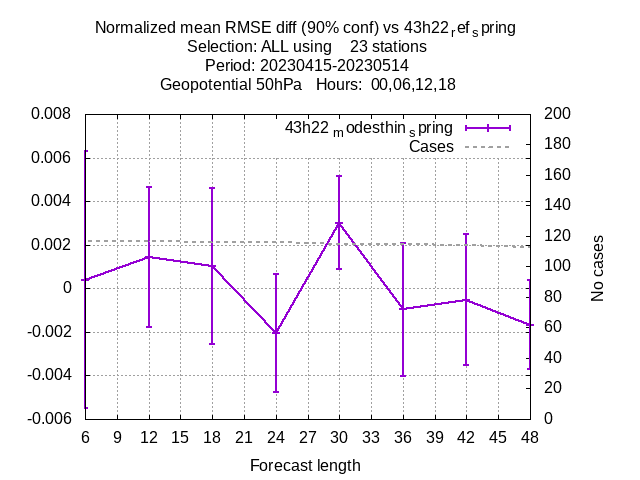 Normalized mean RMSE diff (90% conf) vs 43h22refspring
Selection: ALL using 23 stations
Period: 20230415-20230514
Geopotential 50hPa Hours: 00,06,12,18
43h22modesthinspring
Cases
0.008
0.006
0.004
0.002
0
-0.002
-0.004
-0.006
200
180
160
140
120
100
80
60
40
20
0
No cases
6 9 12 15 18 21 24 27 30 33 36 39 42 45 48
Forecast length